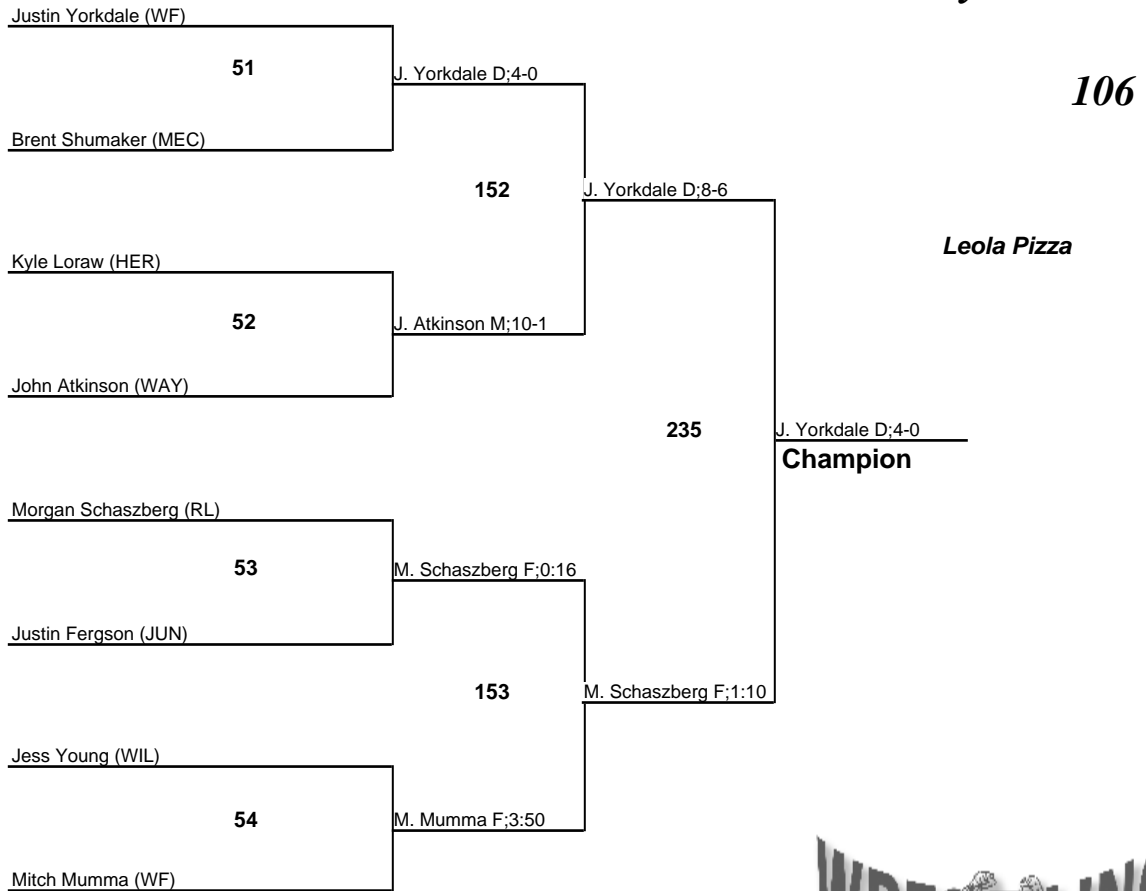 Justin Yorkdale (WF)
51
J. Yorkdale D;4-0
106
Brent Shumaker (MEC)
152
J. Yorkdale D;8-6
Leola Pizza
Kyle Loraw (HER)
52
J. Atkinson M;10-1
John Atkinson (WAY)
235
J. Yorkdale D;4-0
Champion
Morgan Schaszberg (RL)
53
M. Schaszberg F;0:16
Justin Fergson (JUN)
153
M. Schaszberg F;1:10
Jess Young (WIL)
54
M. Mumma F;3:50
Mitch Mumma (WF)